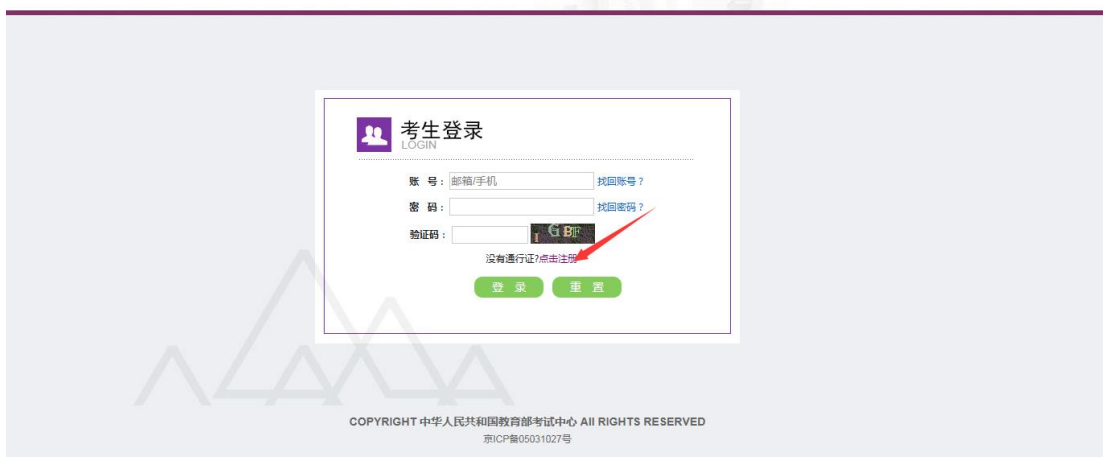 考生登录
LOGIN
账 号：邮箱/手机 找回账号？
密 码： 找回密码？
验证码： I G B F
没有通行证?点击注册
登 录 重 置
COPYRIGHT 中华人民共和国教育部考试中心 All RIGHTS RESERVED
京ICP备05031027号